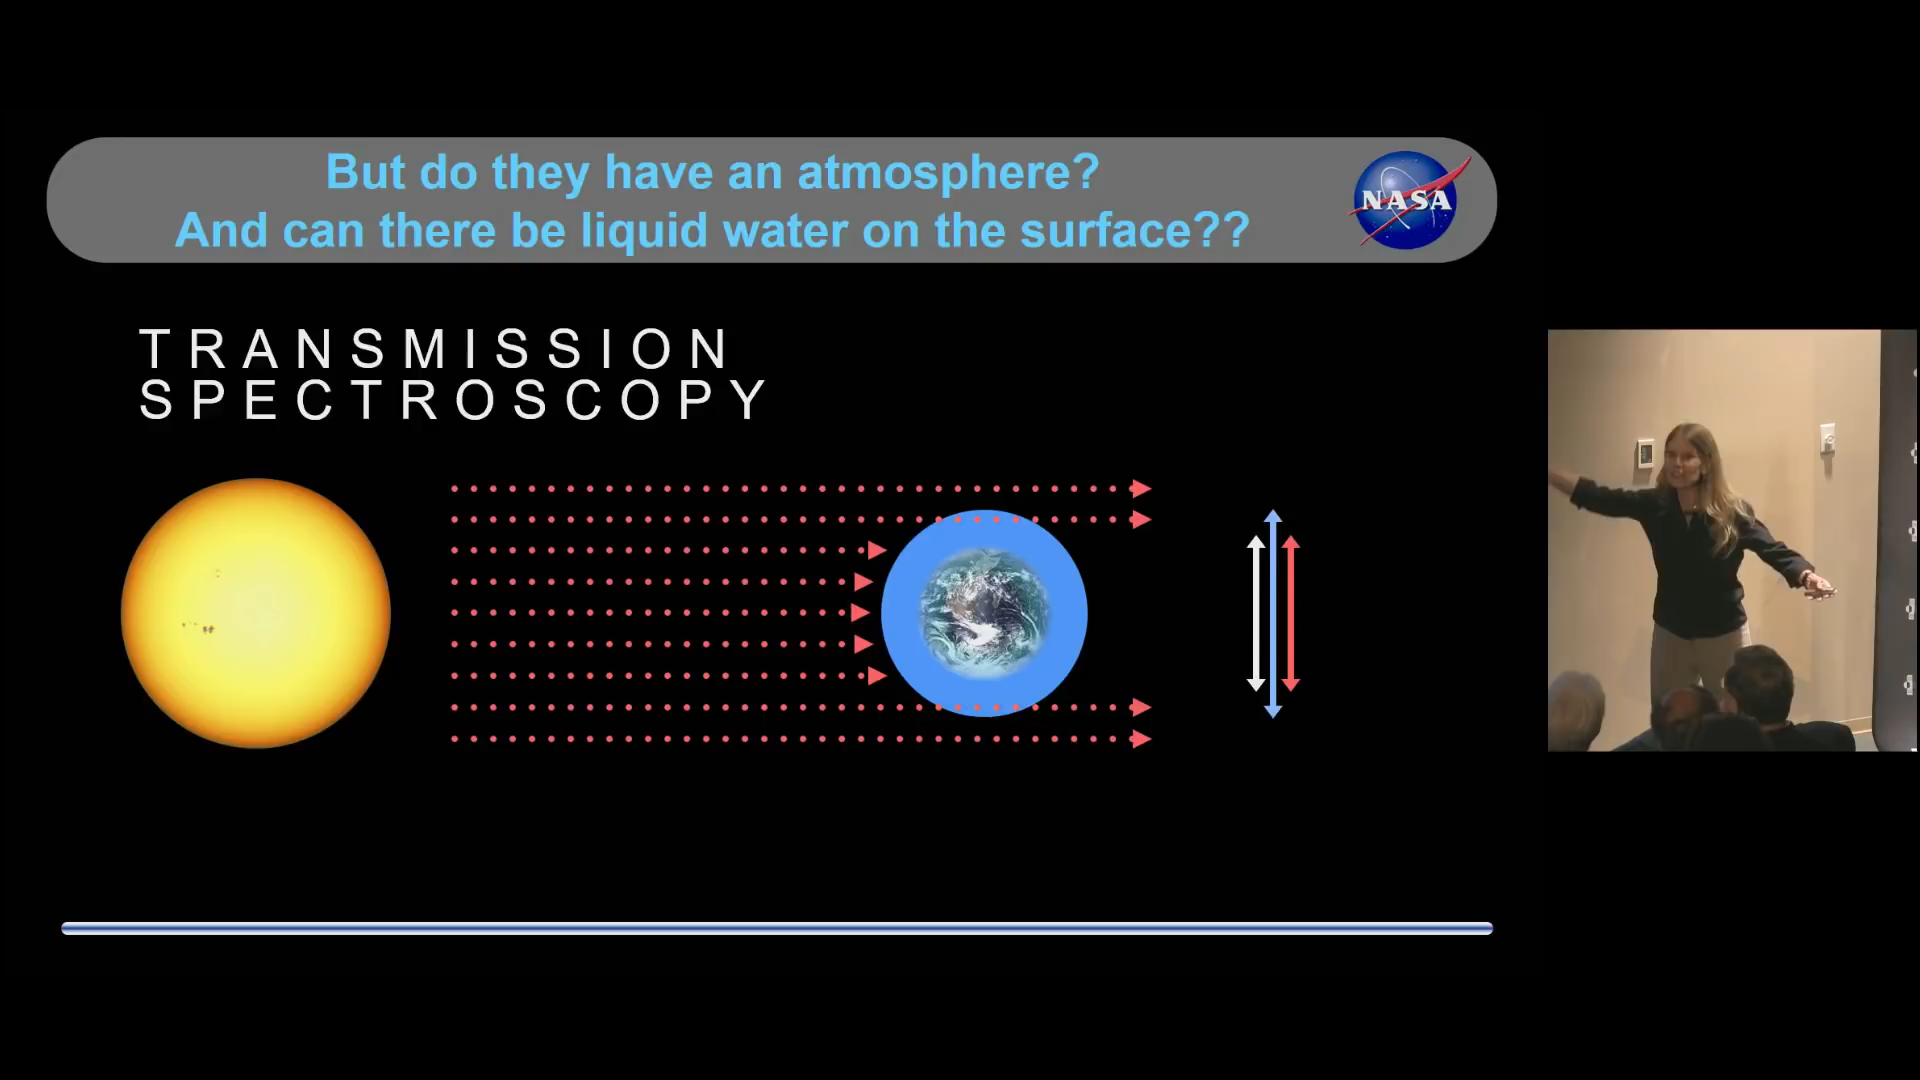 But do they have an atmosphere?
And can there be liquid water on the surface??
NASA
TRANSMISSION
SPECTROSCOPY